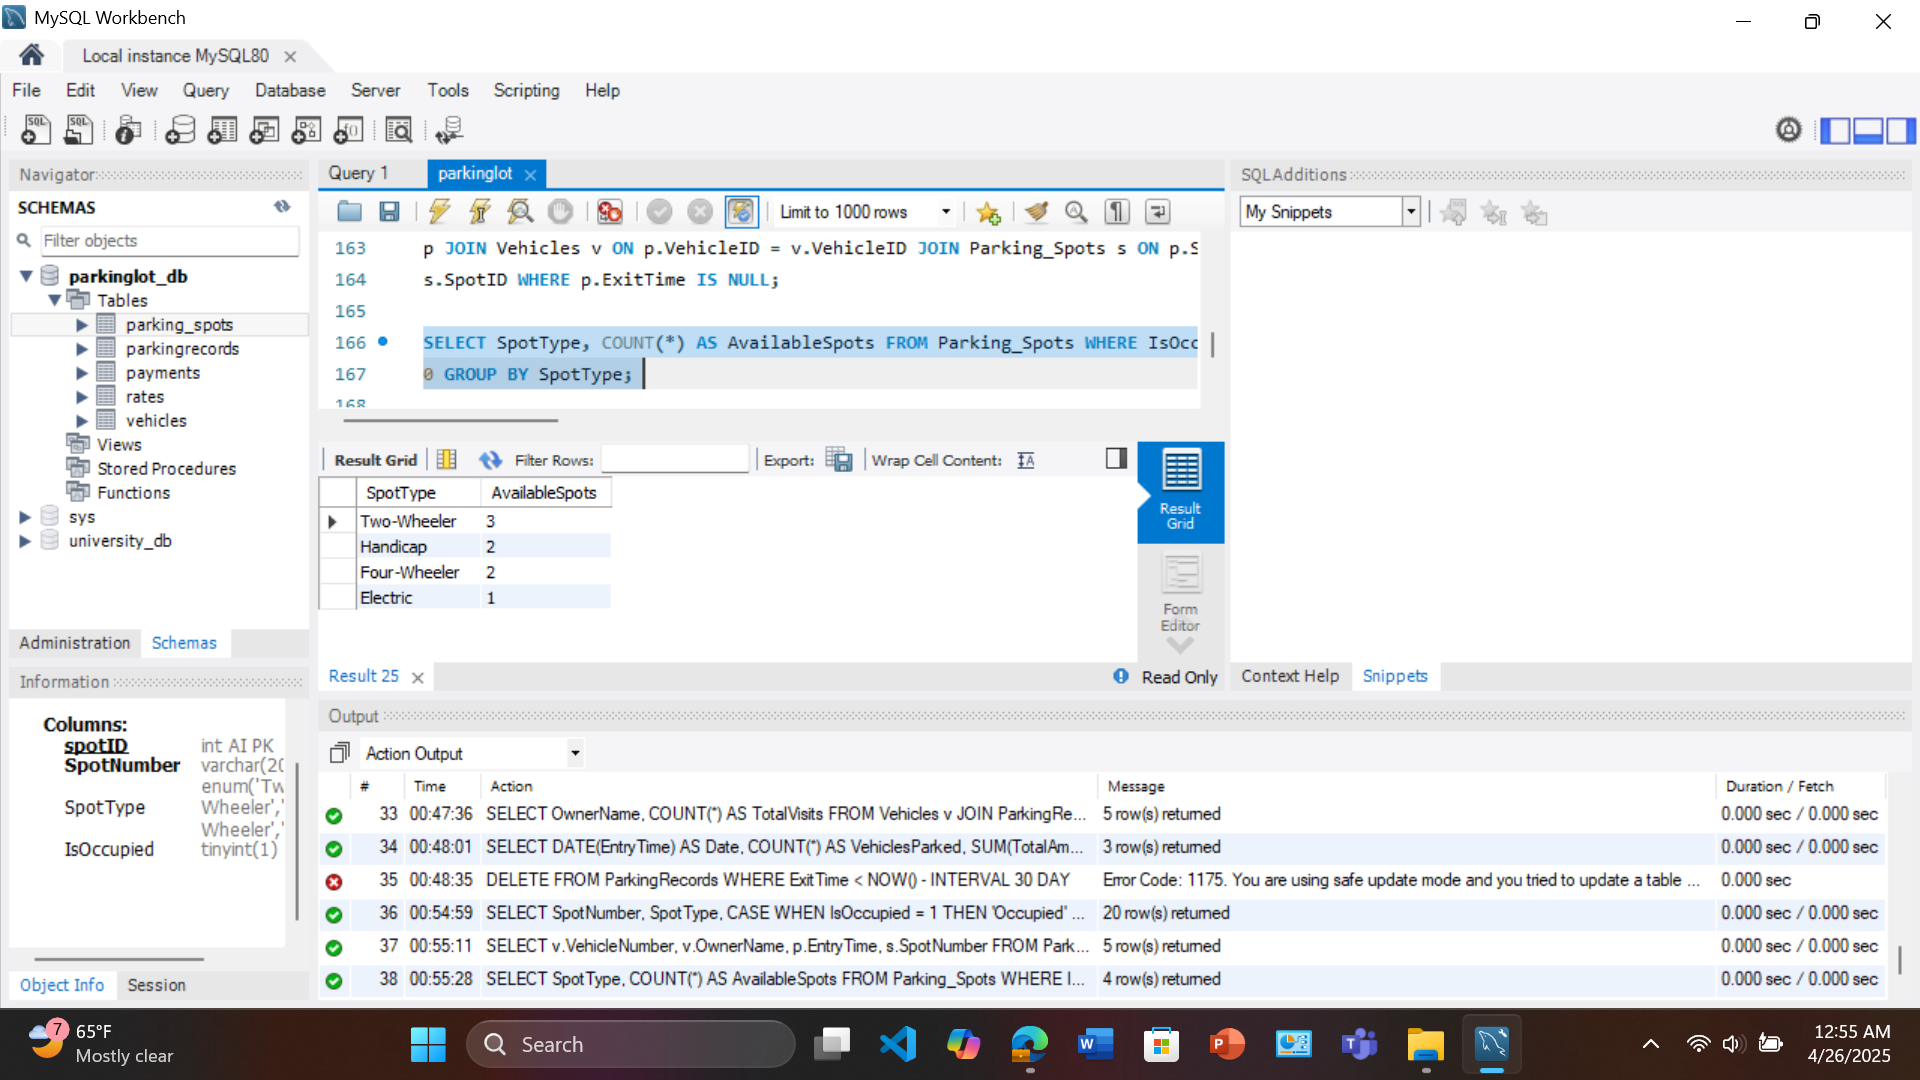 MySQL Workbench
Local instance MySQL80
File Edit View Query Database Server Tools Scripting Help
Navigator
SCHEMAS
Filter objects
parkinglot_db
Tables
parking_spots
parkingrecords
payments
rates
vehicles
Views
Stored Procedures
Functions
sys
university_db
Administration Schemas
Information
Columns:
spotID int AI PK
SpotNumber varchar(20
enum('Tw
SpotType Wheeler','
Wheeler','
IsOccupied tinyint(1)
Object Info Session
Query 1 parkinglot
Limit to 1000 rows
163 p JOIN Vehicles v ON p.VehicleID = v.VehicleID JOIN Parking_Spots s ON p.S
164 s.SpotID WHERE p.ExitTime IS NULL;
165
166 SELECT SpotType, COUNT(*) AS AvailableSpots FROM Parking_Spots WHERE IsOcc
167 0 GROUP BY SpotType;
168
Result Grid Filter Rows: Export: Wrap Cell Content:
SpotType AvailableSpots
Two-Wheeler 3
Handicap 2
Four-Wheeler 2
Electric 1
Result
Grid
Form
Editor
Result 25
Read Only
SQLAdditions
My Snippets
Context Help Snippets
Output
Action Output
# Time Action Message Duration / Fetch
33 00:47:36 SELECT OwnerName, COUNT(*) AS TotalVisits FROM Vehicles v JOIN ParkingRe... 5 row(s) returned 0.000 sec / 0.000 sec
34 00:48:01 SELECT DATE(EntryTime) AS Date, COUNT(*) AS VehiclesParked, SUM(TotalAm... 3 row(s) returned 0.000 sec / 0.000 sec
35 00:48:35 DELETE FROM ParkingRecords WHERE ExitTime < NOW() - INTERVAL 30 DAY Error Code: 1175. You are using safe update mode and you tried to update a table ... 0.000 sec
36 00:54:59 SELECT SpotNumber, SpotType, CASE WHEN IsOccupied = 1 THEN 'Occupied' ... 20 row(s) returned 0.000 sec / 0.000 sec
37 00:55:11 SELECT v.VehicleNumber, v.OwnerName, p.EntryTime, s.SpotNumber FROM Park... 5 row(s) returned 0.000 sec / 0.000 sec
38 00:55:28 SELECT SpotType, COUNT(*) AS AvailableSpots FROM Parking_Spots WHERE I... 4 row(s) returned 0.000 sec / 0.000 sec
7
65°F
Mostly clear
Search
12:55 AM
4/26/2025